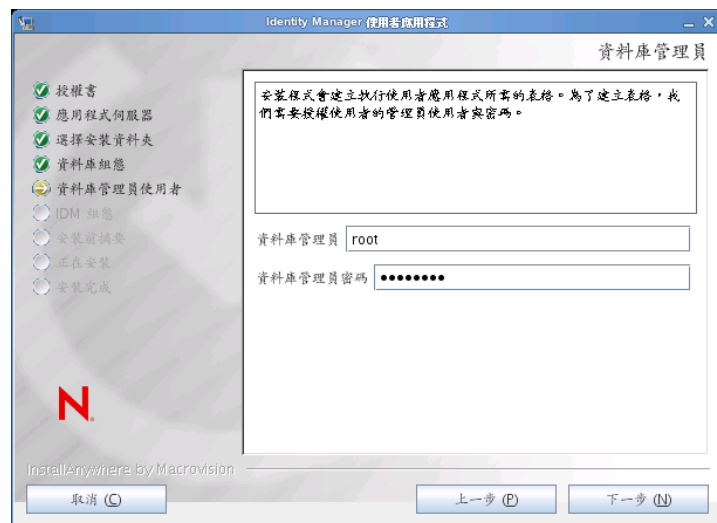 Identity Manager 使用者應用程式
資料庫管理員
授權書
應用程式伺服器
選擇安裝資料夾
資料庫組態
資料庫管理員使用者
IDM 組態
安裝前摘要
正在安裝
安裝完成
安裝程式會建立執行使用者應用程式所需的表格。為了建立表格，我
們需要授權使用者的管理員使用者與密碼。
資料庫管理員 root
資料庫管理員密碼 ●●●●●●●●
N
InstallAnywhere by Macrovision
取消 (C)
上一步 (P)
下一步 (N)